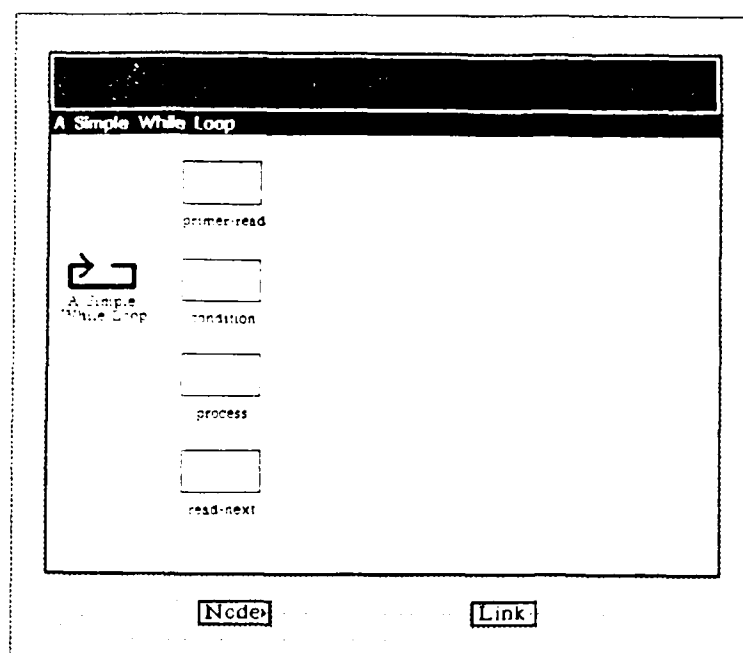 A Simple While Loop
primer-read
A Simple
While Loop
condition
process
read-next
Node
Link